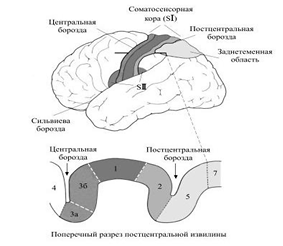 Соматосенсорная
кора (SI)
Центральная
борозда
Постцентральная
борозда
Заднетеменная
область
SII
Сильвиева
борозда
Центральная
борозда
Постцентральная
борозда
4
3а
3б
1
2
5
7
Поперечный разрез постцентральной извилины